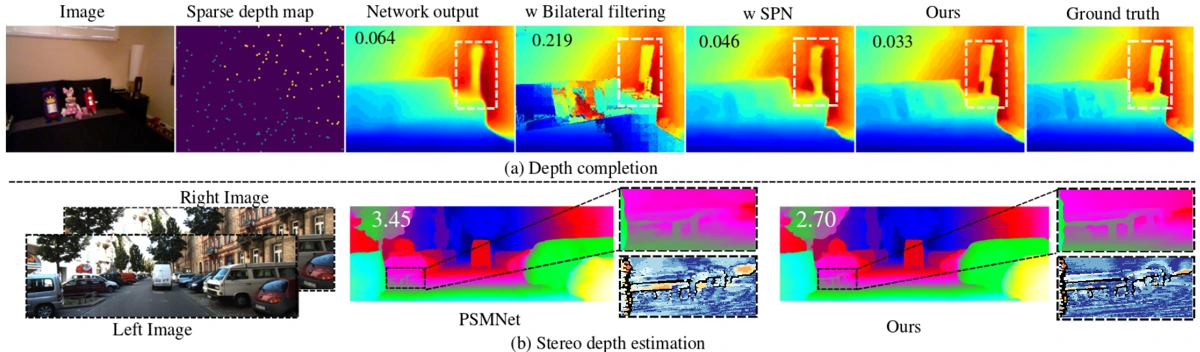 Image Sparse depth map Network output w Bilateral filtering w SPN Ours Ground truth
0.064 0.219 0.046 0.033
(a) Depth completion
Right Image
3.45 2.70
Left Image PSMNet Ours
(b) Stereo depth estimation